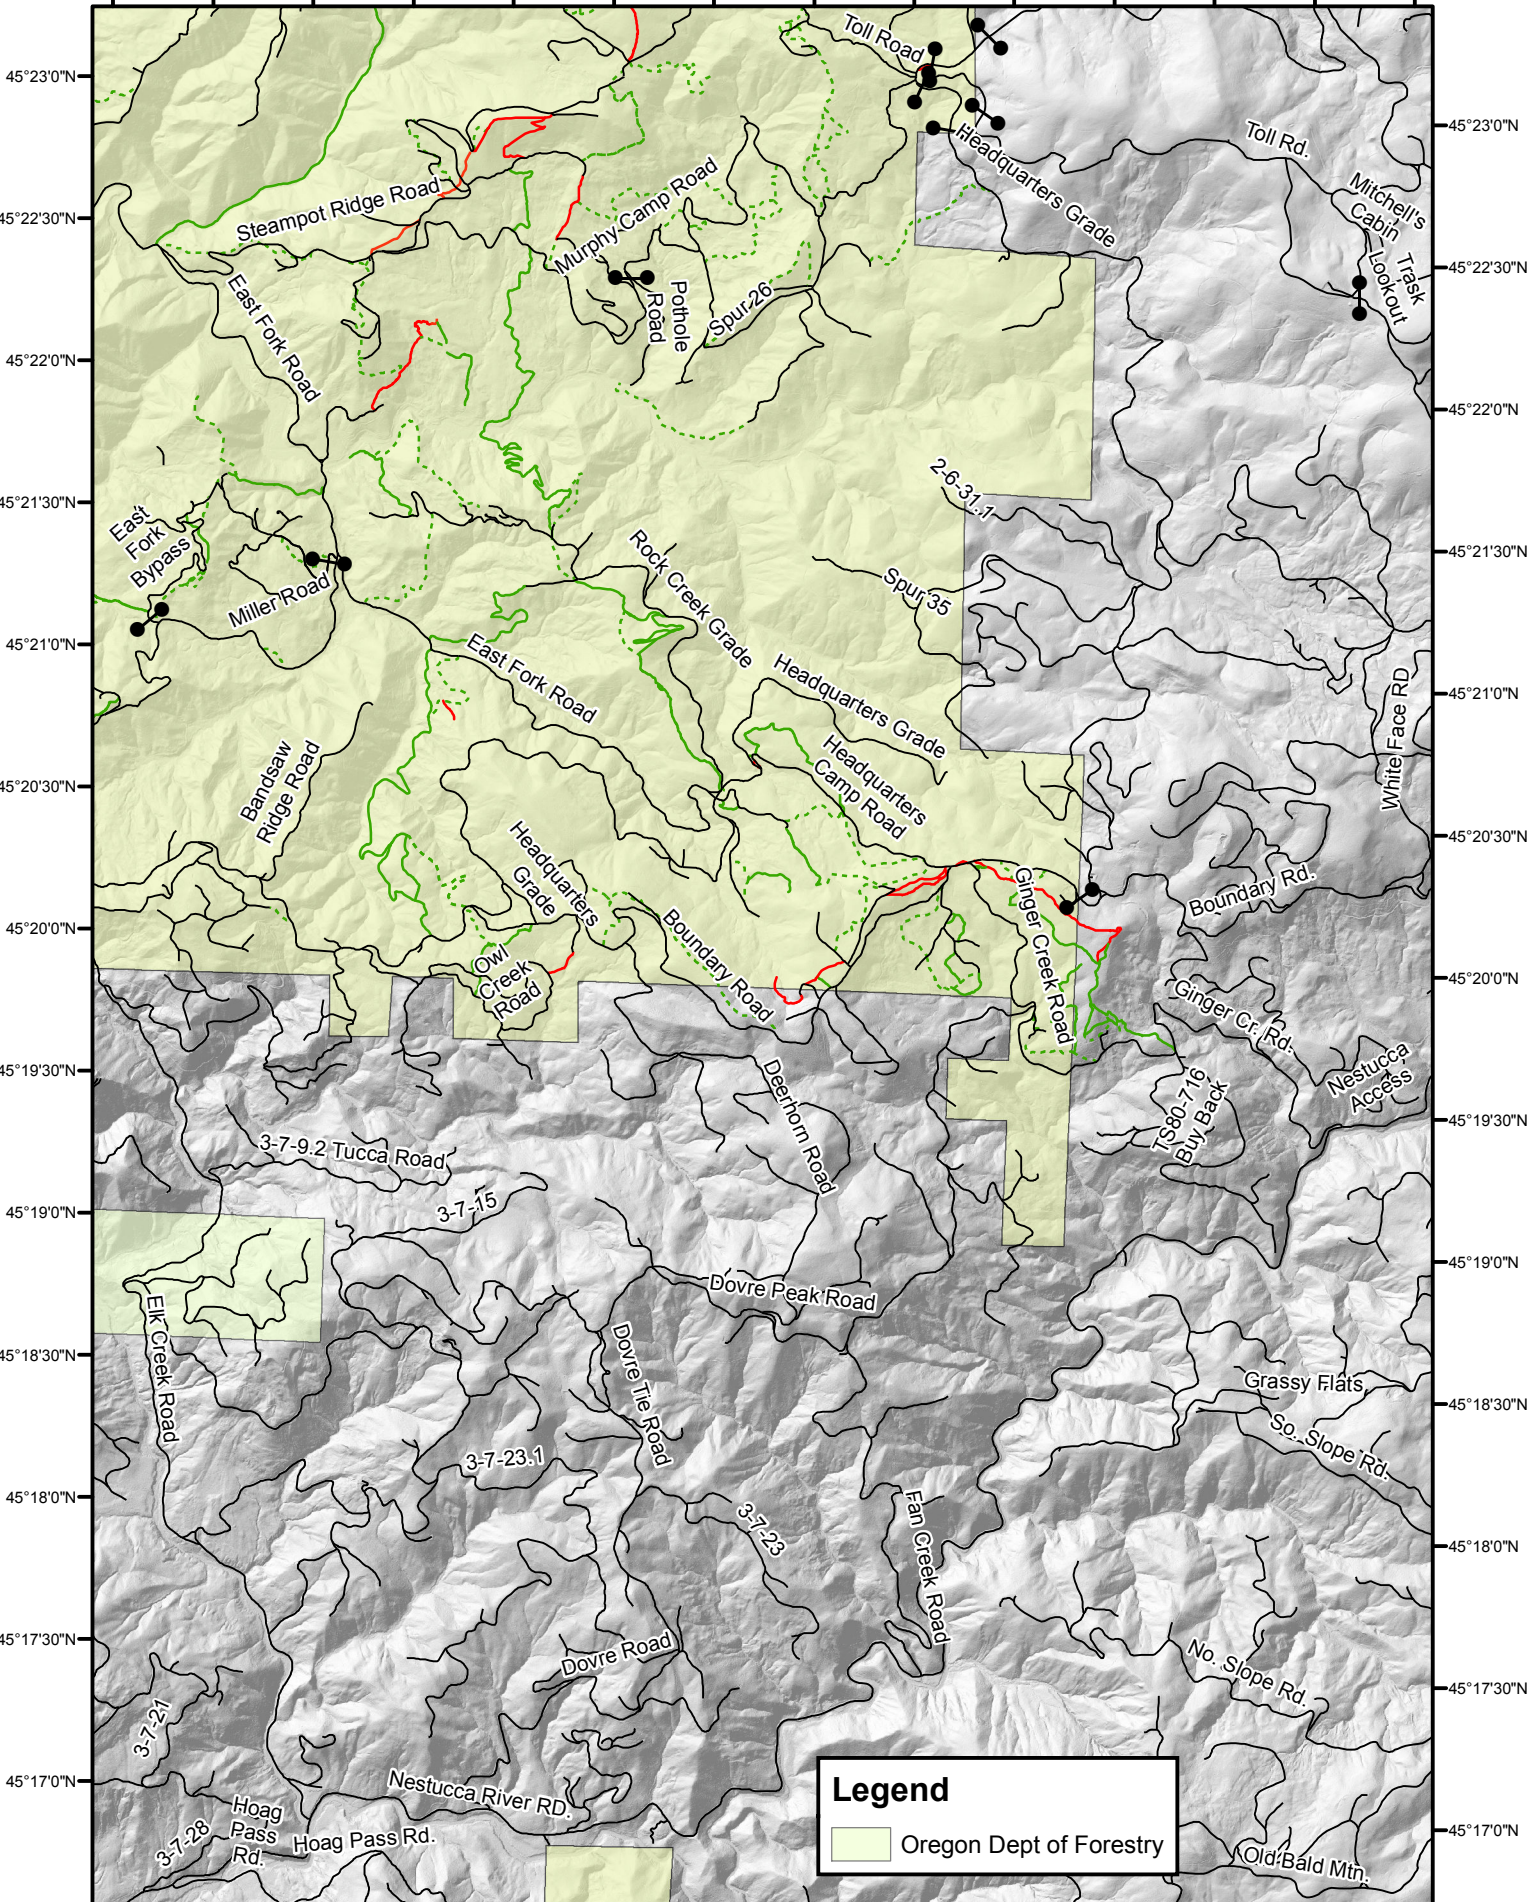 Toll Road
45°23'0"N
45°23'0"N
Toll Rd.
Headquarters Grade
Mitchell's
Cabin
Trask
Lookout
Steampot Ridge Road
Murphy Camp Road
45°22'30"N
45°22'30"N
East Fork Road
Pothole
Road
Spur 26
45°22'0"N
45°22'0"N
2-6-31.1
45°21'30"N
45°21'30"N
East
Fork
Bypass
Miller Road
Rock Creek Grade
Spur 35
45°21'0"N
45°21'0"N
East Fork Road
Headquarters Grade
White Face RD
Bandsaw
Ridge Road
Headquarters
Camp Road
45°20'30"N
45°20'30"N
Headquarters
Grade
Ginger Creek Road
Boundary Rd.
45°20'0"N
45°20'0"N
Boundary Road
Owl
Creek
Road
Ginger Cr. Rd.
Nestucca
Access
45°19'30"N
45°19'30"N
Deerhorn Road
TS80-716
Buy Back
3-7-9.2 Tucca Road
3-7-15
45°19'0"N
45°19'0"N
Dovre Peak Road
Elk Creek Road
Dovre Tie Road
45°18'30"N
45°18'30"N
Grassy Flats
So. Slope Rd.
3-7-23.1
45°18'0"N
45°18'0"N
3-7-23
Fan Creek Road
45°17'30"N
45°17'30"N
Dovre Road
No. Slope Rd.
3-7-21
45°17'0"N
45°17'0"N
Nestucca River RD.
Hoag
Pass
Rd.
3-7-28
Hoag Pass Rd.
Legend
Oregon Dept of Forestry
Old Bald Mtn.